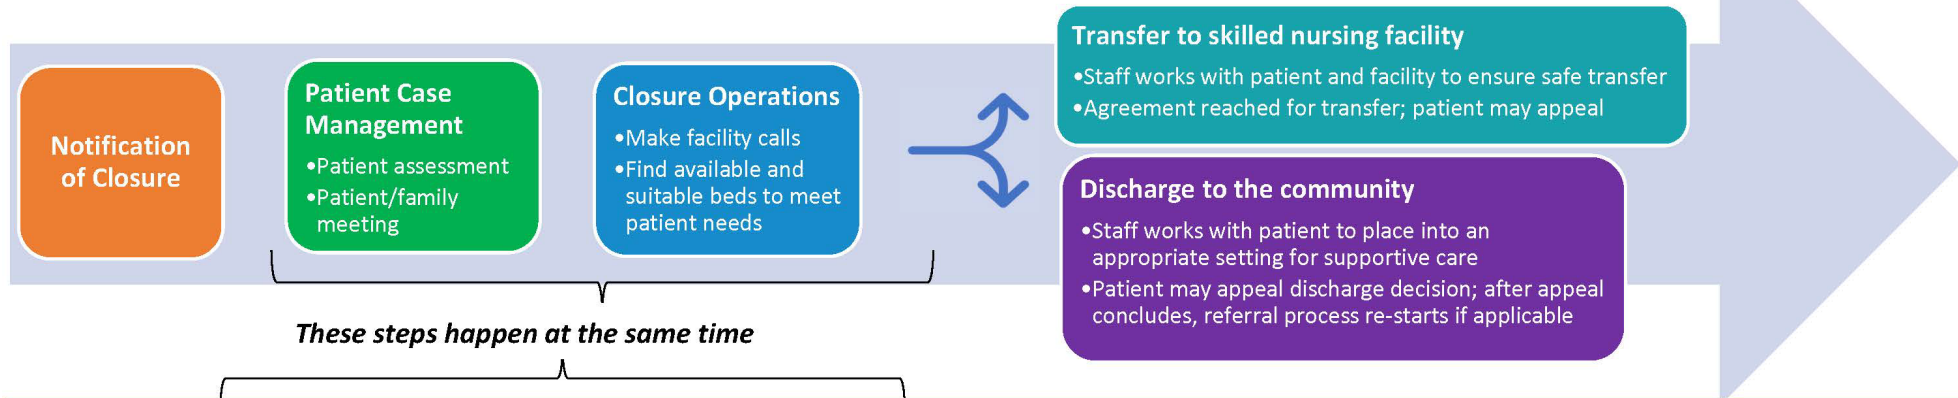 Notification
of Closure
Patient Case
Management
•Patient assessment
•Patient/family
meeting
Closure Operations
•Make facility calls
•Find available and
suitable beds to meet
patient needs
Transfer to skilled nursing facility
•Staff works with patient and facility to ensure safe transfer
•Agreement reached for transfer; patient may appeal
Discharge to the community
•Staff works with patient to place into an
appropriate setting for supportive care
•Patient may appeal discharge decision; after appeal
concludes, referral process re-starts if applicable
These steps happen at the same time